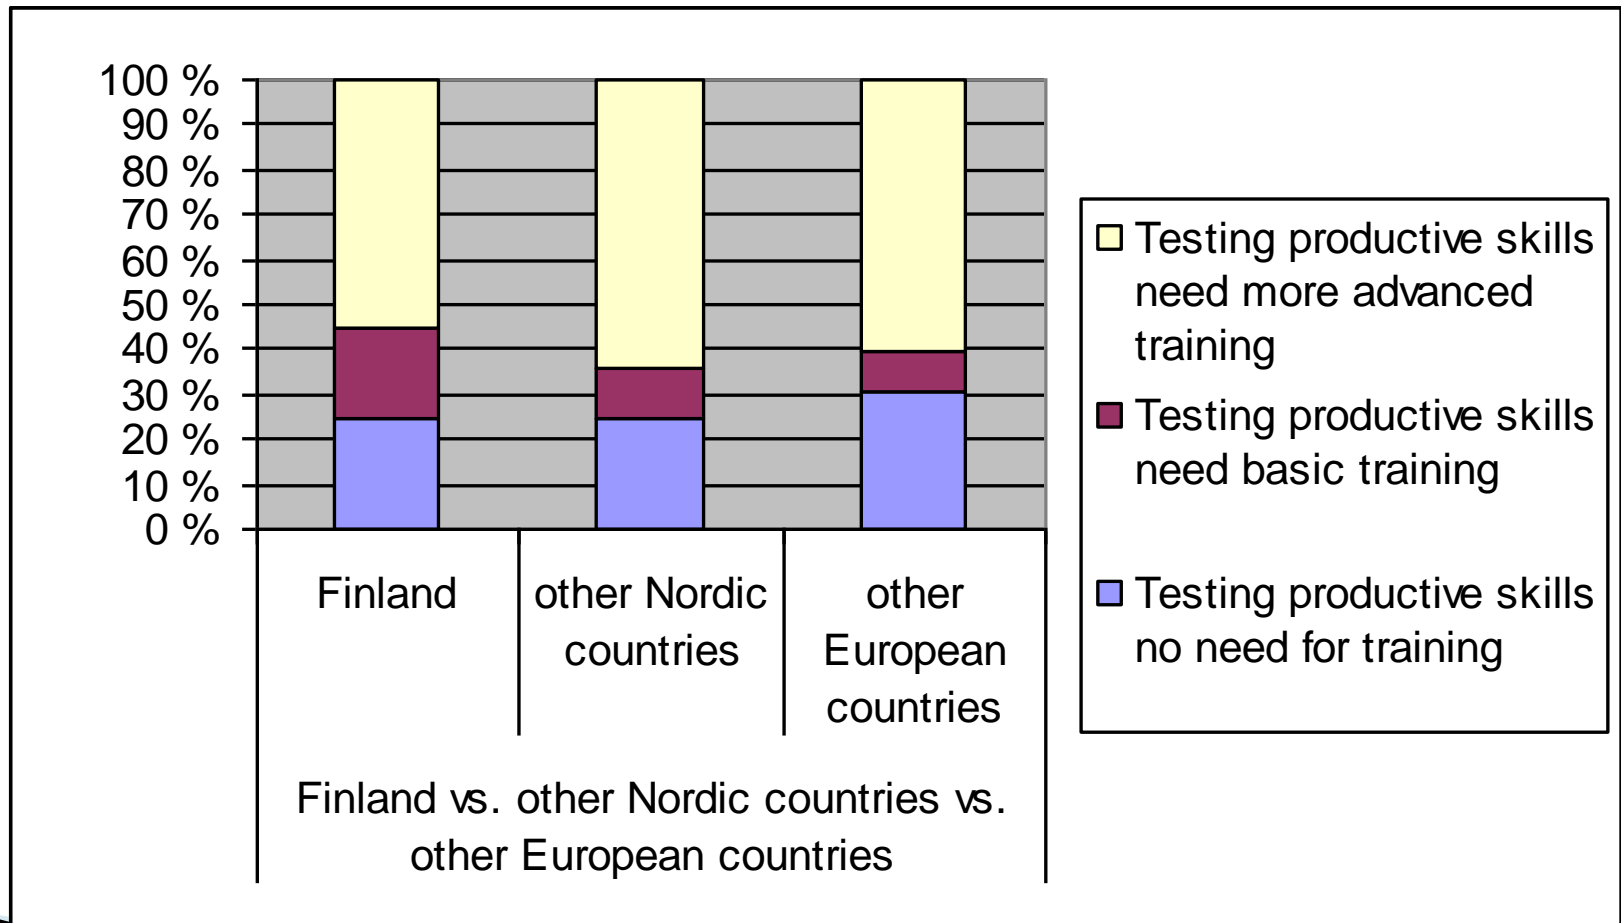 100 %
90 %
80 %
70 %
60 %
50 %
40 %
30 %
20 %
10 %
0 %
Finland
other Nordic
countries
other
European
countries
Finland vs. other Nordic countries vs.
other European countries
Testing productive skills
need more advanced
training
Testing productive skills
need basic training
Testing productive skills
no need for training